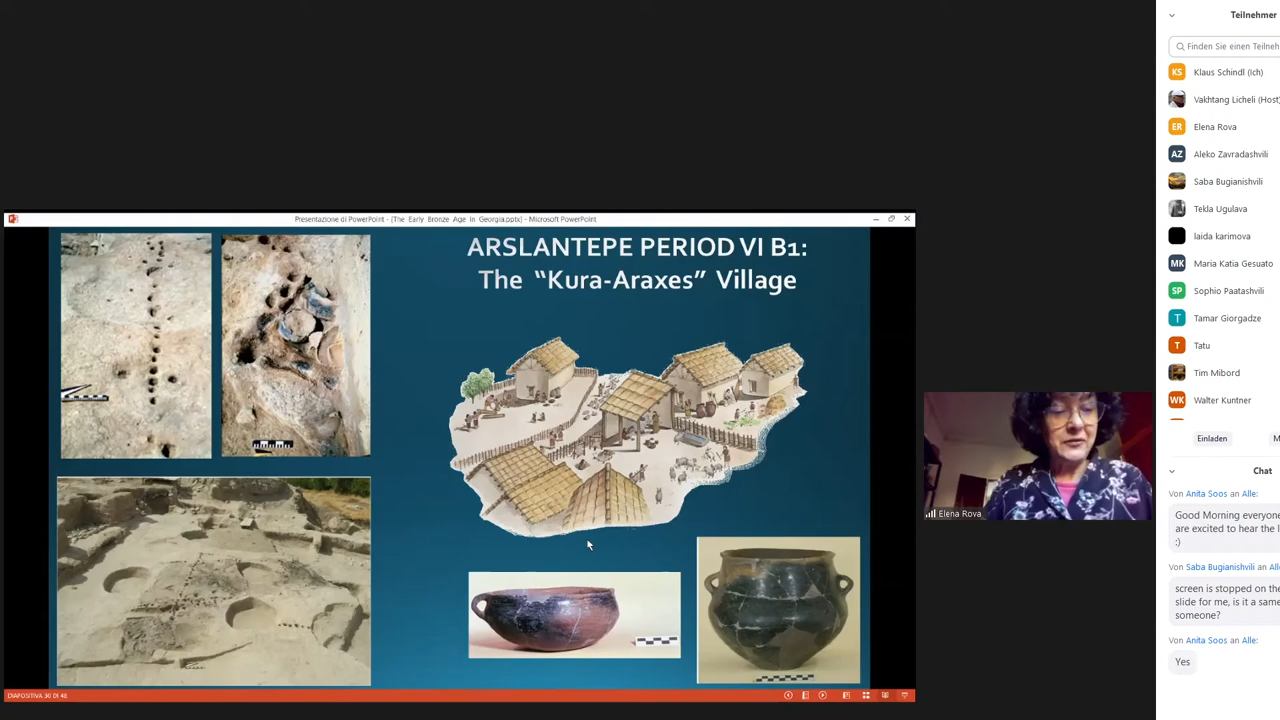 Presentazione di PowerPoint - [The Early Bronze Age in Georgia.pptx] - Microsoft PowerPoint
ARSLANTEPE PERIOD VI B1:
The “Kura-Araxes” Village
DIAPOSITIVA 30 DI 48
Elena Rova
Teilnehmer
Finden Sie einen Teilneh
KS Klaus Schindl (Ich)
Vakhtang Licheli (Host)
ER Elena Rova
AZ Aleko Zavradashvili
Saba Bugianishvili
Tekla Ugulava
laida karimova
MK Maria Katia Gesuato
SP Sophio Paatashvili
T Tamar Giorgadze
T Tatu
Tim Mibord
WK Walter Kuntner
Einladen
M
Chat
Von Anita Soos an Alle:
Good Morning everyone
are excited to hear the l
:)
Von Saba Bugianishvili an Alle
screen is stopped on the
slide for me, is it a same
someone?
Von Anita Soos an Alle:
Yes